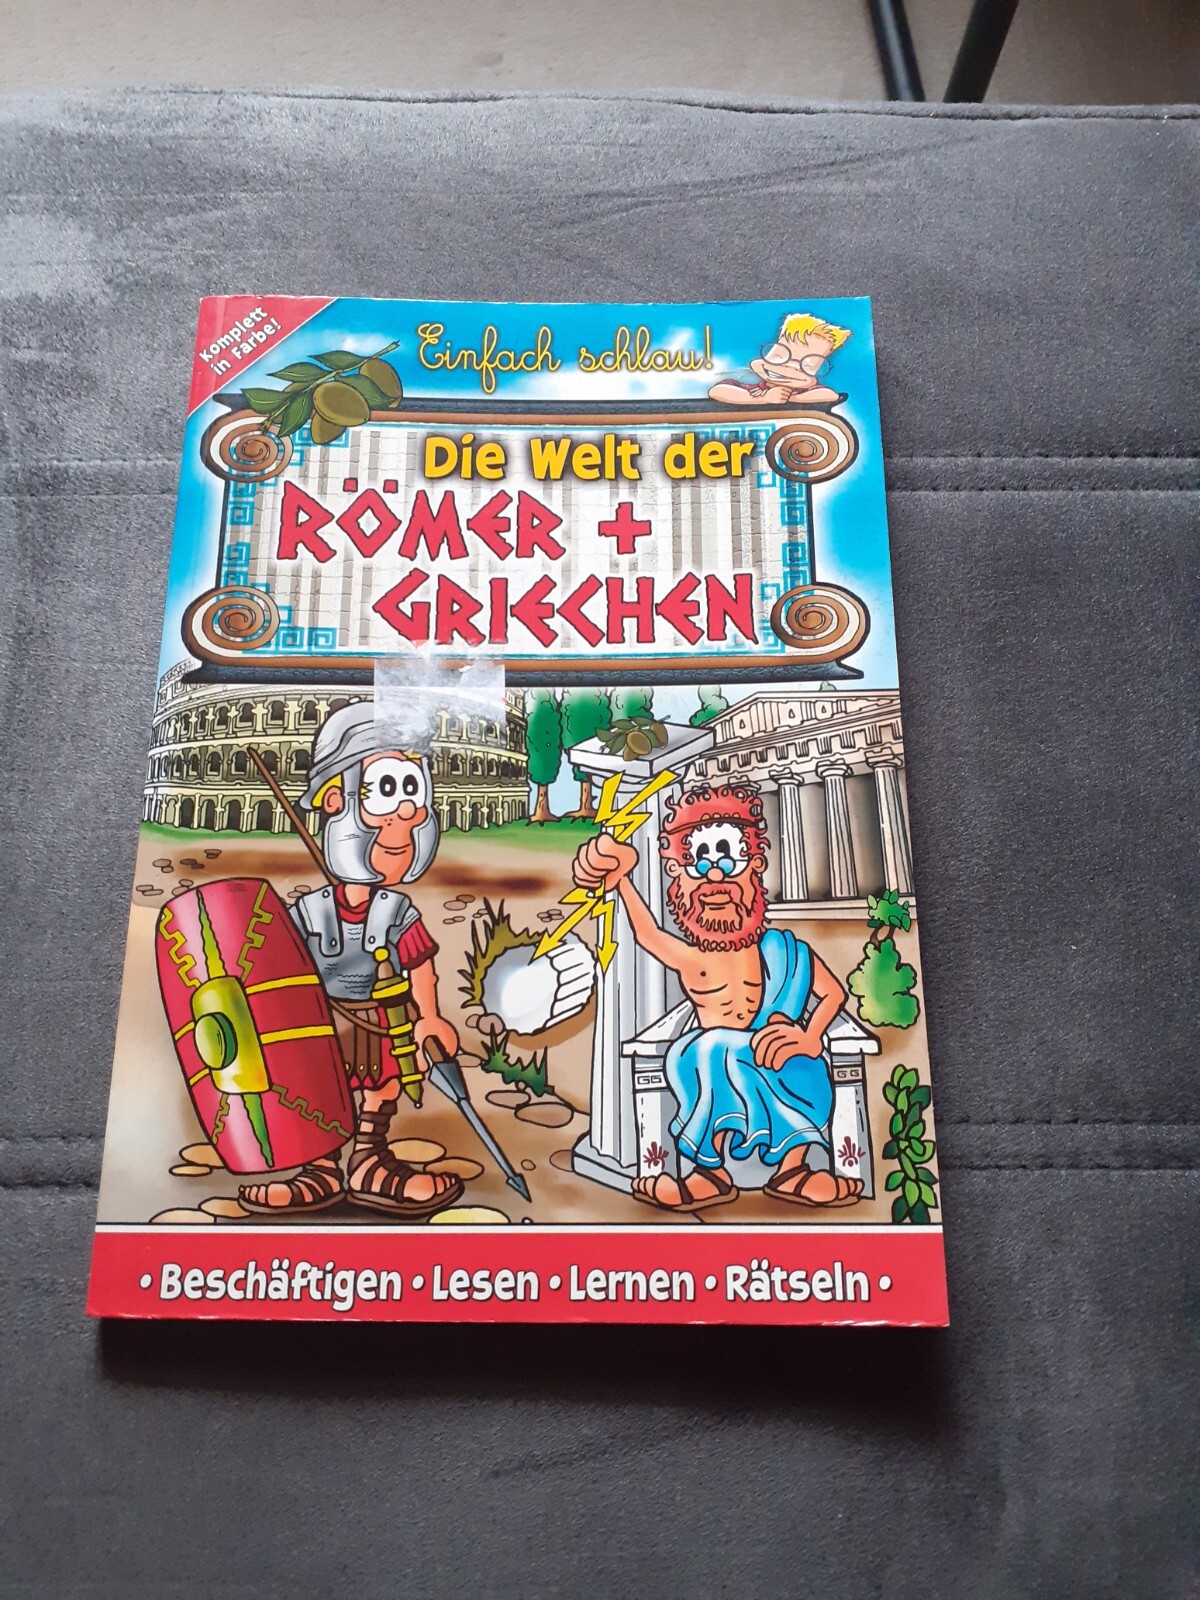 Komplett
in Farbe!
Einfach schlau!
Die Welt der
RÖMER +
GRIECHEN
• Beschäftigen • Lesen • Lernen • Rätseln •